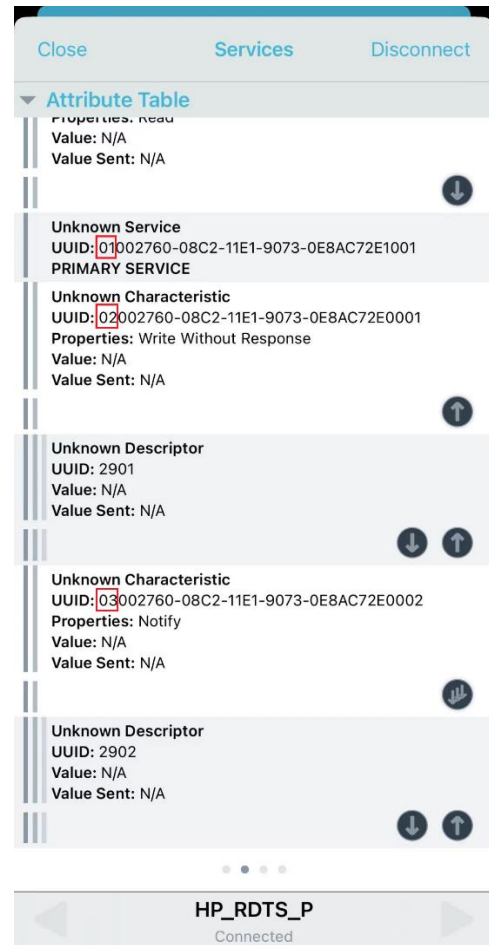 Close Services Disconnect
Attribute Table
Properties: Read
Value: N/A
Value Sent: N/A
Unknown Service
UUID: 01002760-08C2-11E1-9073-0E8AC72E1001
PRIMARY SERVICE
Unknown Characteristic
UUID: 02002760-08C2-11E1-9073-0E8AC72E0001
Properties: Write Without Response
Value: N/A
Value Sent: N/A
Unknown Descriptor
UUID: 2901
Value: N/A
Value Sent: N/A
Unknown Characteristic
UUID: 03002760-08C2-11E1-9073-0E8AC72E0002
Properties: Notify
Value: N/A
Value Sent: N/A
Unknown Descriptor
UUID: 2902
Value: N/A
Value Sent: N/A
HP_RDTS_P
Connected